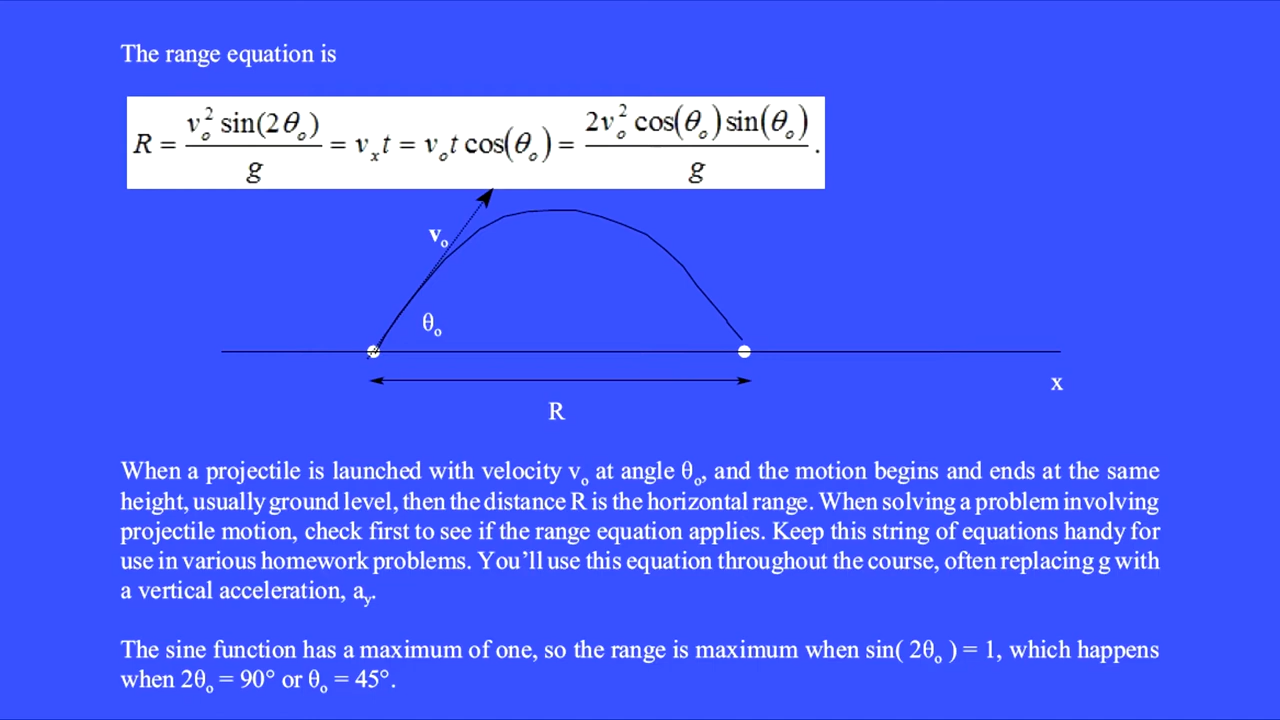 The range equation is
R = v_o^2 sin(2θ_o) / g = v_x t = v_o t cos(θ_o) = 2v_o^2 cos(θ_o) sin(θ_o) / g .
v_o
θ_o
x
R
When a projectile is launched with velocity v_o at angle θ_o, and the motion begins and ends at the same
height, usually ground level, then the distance R is the horizontal range. When solving a problem involving
projectile motion, check first to see if the range equation applies. Keep this string of equations handy for
use in various homework problems. You’ll use this equation throughout the course, often replacing g with
a vertical acceleration, a_y.
The sine function has a maximum of one, so the range is maximum when sin( 2θ_o ) = 1, which happens
when 2θ_o = 90° or θ_o = 45°.